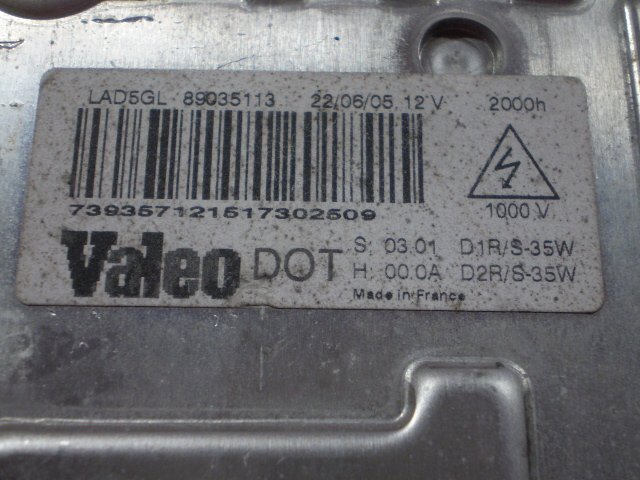 LAD5GL 89035113 22/06/05 12 V 2000h
739357121517302509
1000 V
Valeo DOT S: 03.01 D1R/S-35W
H: 00.0A D2R/S-35W
Made in France